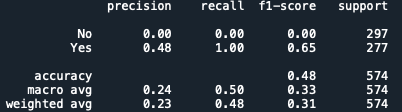 precision recall f1-score support
No 0.00 0.00 0.00 297
Yes 0.48 1.00 0.65 277
accuracy 0.48 574
macro avg 0.24 0.50 0.33 574
weighted avg 0.23 0.48 0.31 574